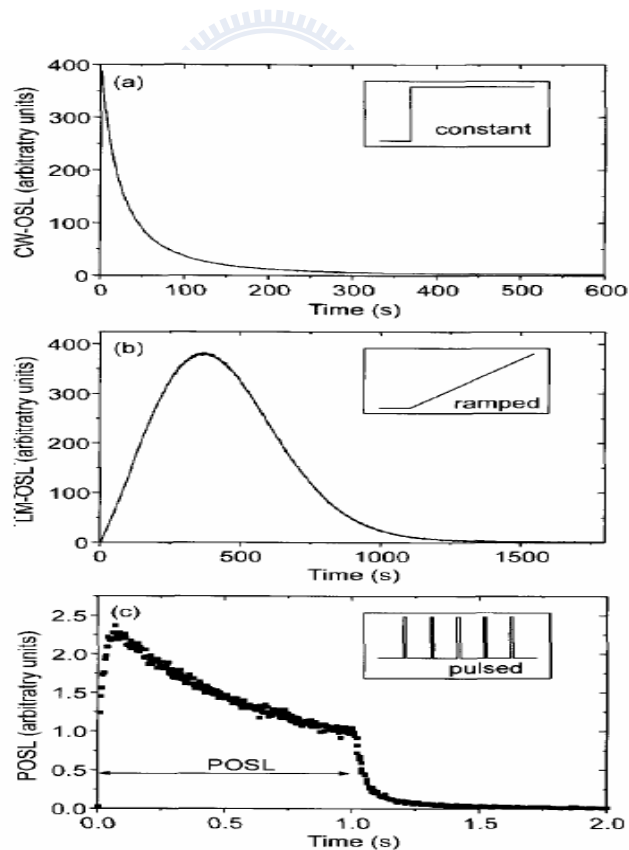 400
(a)
300
200
100
0
constant
CW-OSL (arbitratry units)
0 100 200 300 400 500 600
Time (s)
400
(b)
300
200
100
0
ramped
LM-OSL (arbitratry units)
0 500 1000 1500
Time (s)
2.5
(c)
2.0
1.5
1.0
0.5
0.0
pulsed
POSL
POSL (arbitratry units)
0.0 0.5 1.0 1.5 2.0
Time (s)